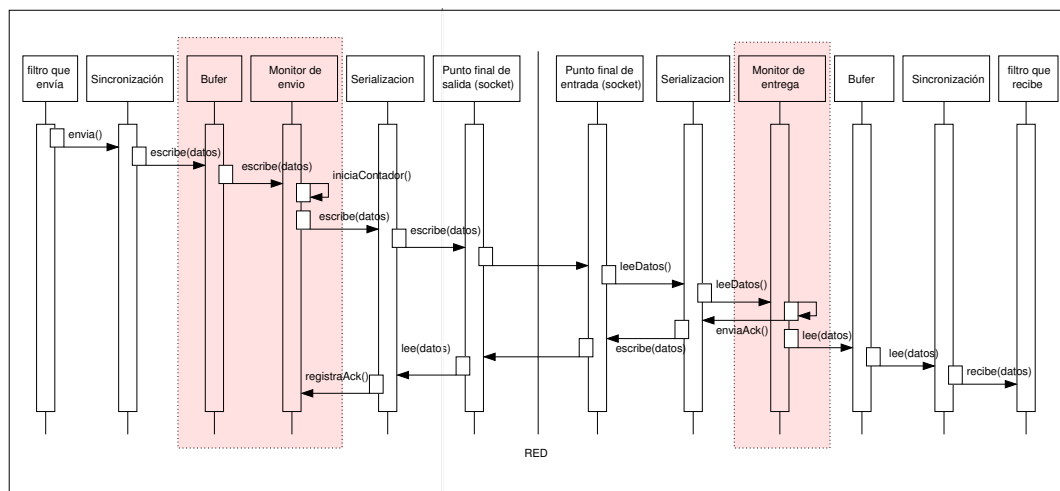 filtro que
envía
Sincronización
Bufer
Monitor de
envio
Serializacion
Punto final de
salida (socket)
Punto final de
entrada (socket)
Serialización
Monitor de
entrega
Bufer
Sincronización
filtro que
recibe
envia()
escribe(datos)
escribe(datos)
iniciaContador()
escribe(datos)
escribe(datos)
leeDatos()
leeDatos()
enviaAck()
lee(datos)
escribe(datos)
lee(datos)
lee(datos)
registraAck()
recibe(datos)
RED